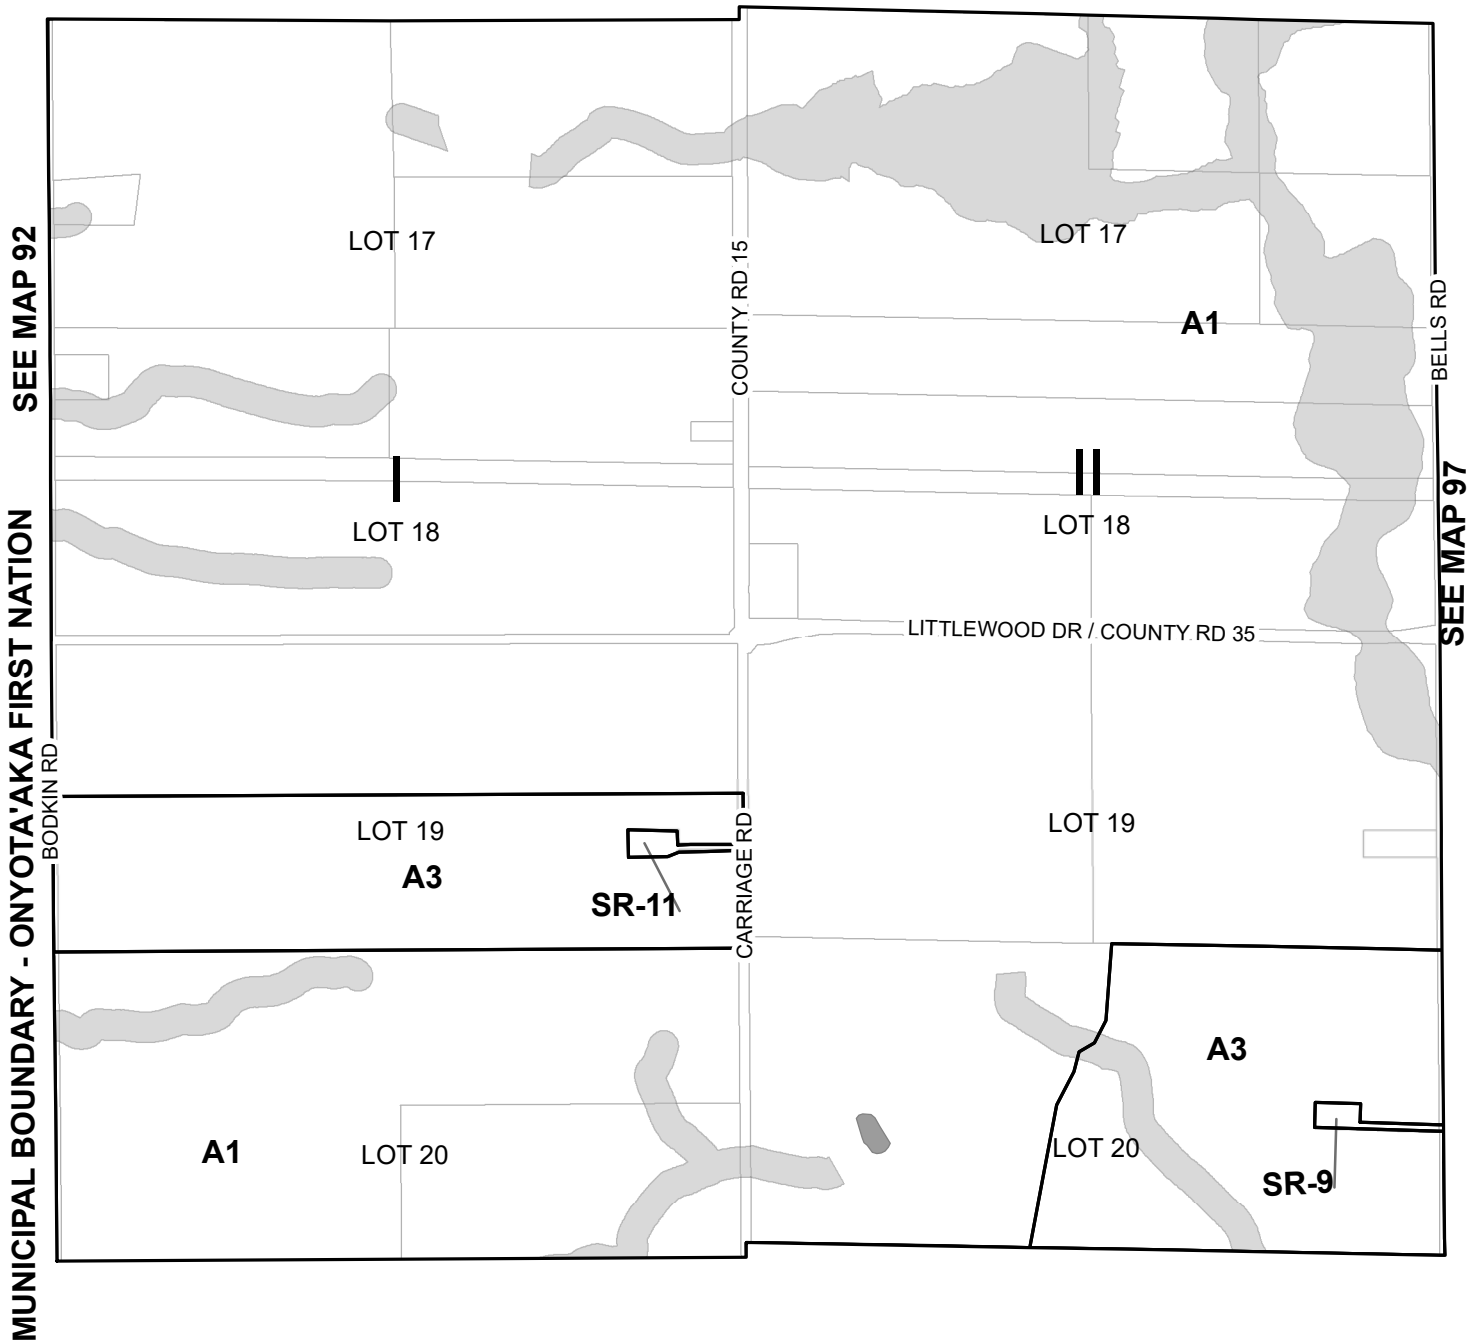 LOT 17
LOT 17
SEE MAP 92
COUNTY RD 15
A1
BELLS RD
I
II
LOT 18
LOT 18
SEE MAP 97
LITTLEWOOD DR / COUNTY RD 35
MUNICIPAL BOUNDARY - ONYOTA'AKA FIRST NATION
BODKIN RD
LOT 19
LOT 19
A3
SR-11
CARRIAGE RD
A3
A1
LOT 20
LOT 20
SR-9